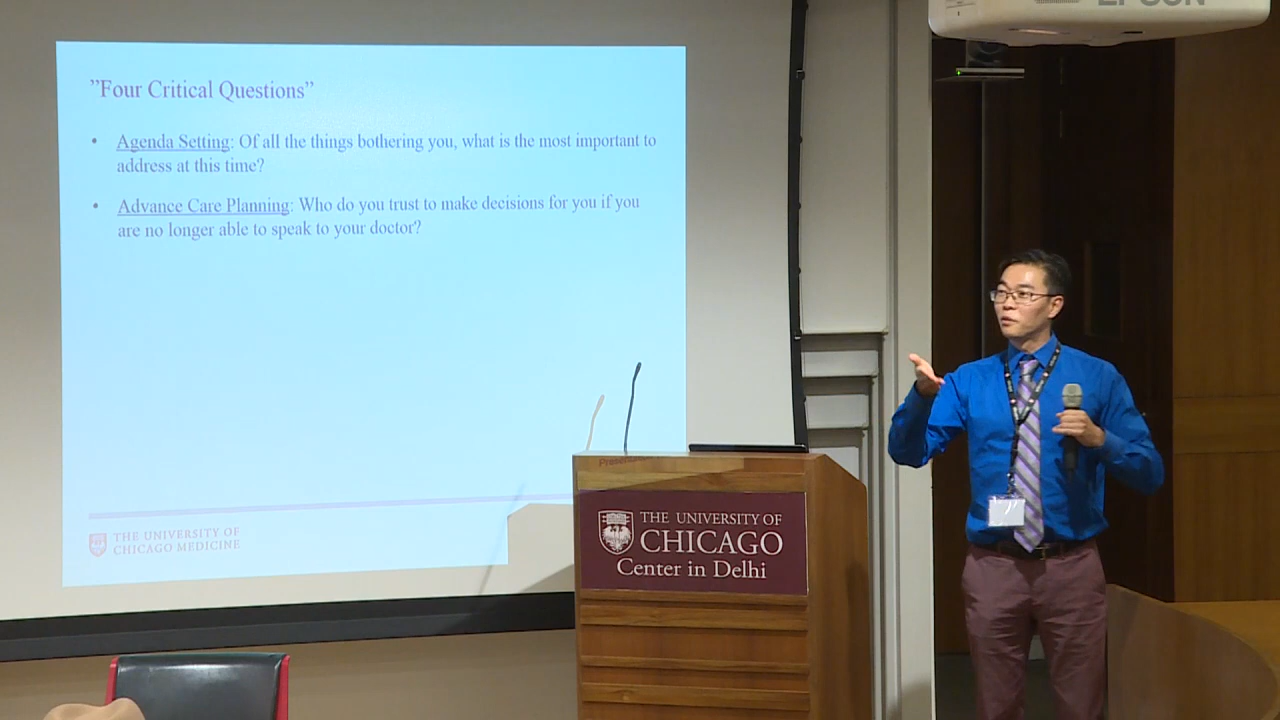 EPSON
”Four Critical Questions”
• Agenda Setting: Of all the things bothering you, what is the most important to
address at this time?
• Advance Care Planning: Who do you trust to make decisions for you if you
are no longer able to speak to your doctor?
THE UNIVERSITY OF
CHICAGO MEDICINE
THE UNIVERSITY OF
CHICAGO
Center in Delhi